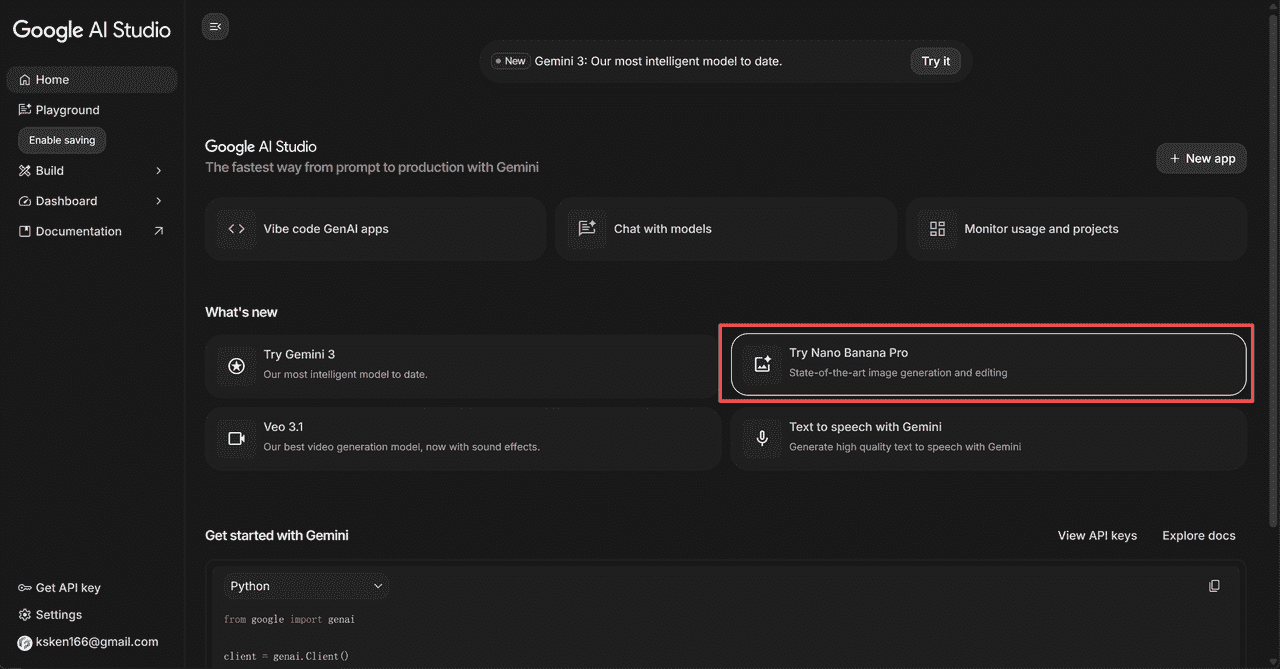 Google AI Studio
Home
Playground
Enable saving
Build
Dashboard
Documentation
Get API key
Settings
ksken166@gmail.com
New Gemini 3: Our most intelligent model to date. Try it
Google AI Studio
The fastest way from prompt to production with Gemini
+ New app
Vibe code GenAI apps
Chat with models
Monitor usage and projects
What's new
Try Gemini 3
Our most intelligent model to date.
Try Nano Banana Pro
State-of-the-art image generation and editing
Veo 3.1
Our best video generation model, now with sound effects.
Text to speech with Gemini
Generate high quality text to speech with Gemini
Get started with Gemini
View API keys
Explore docs
Python
from google import genai
client = genai.Client()